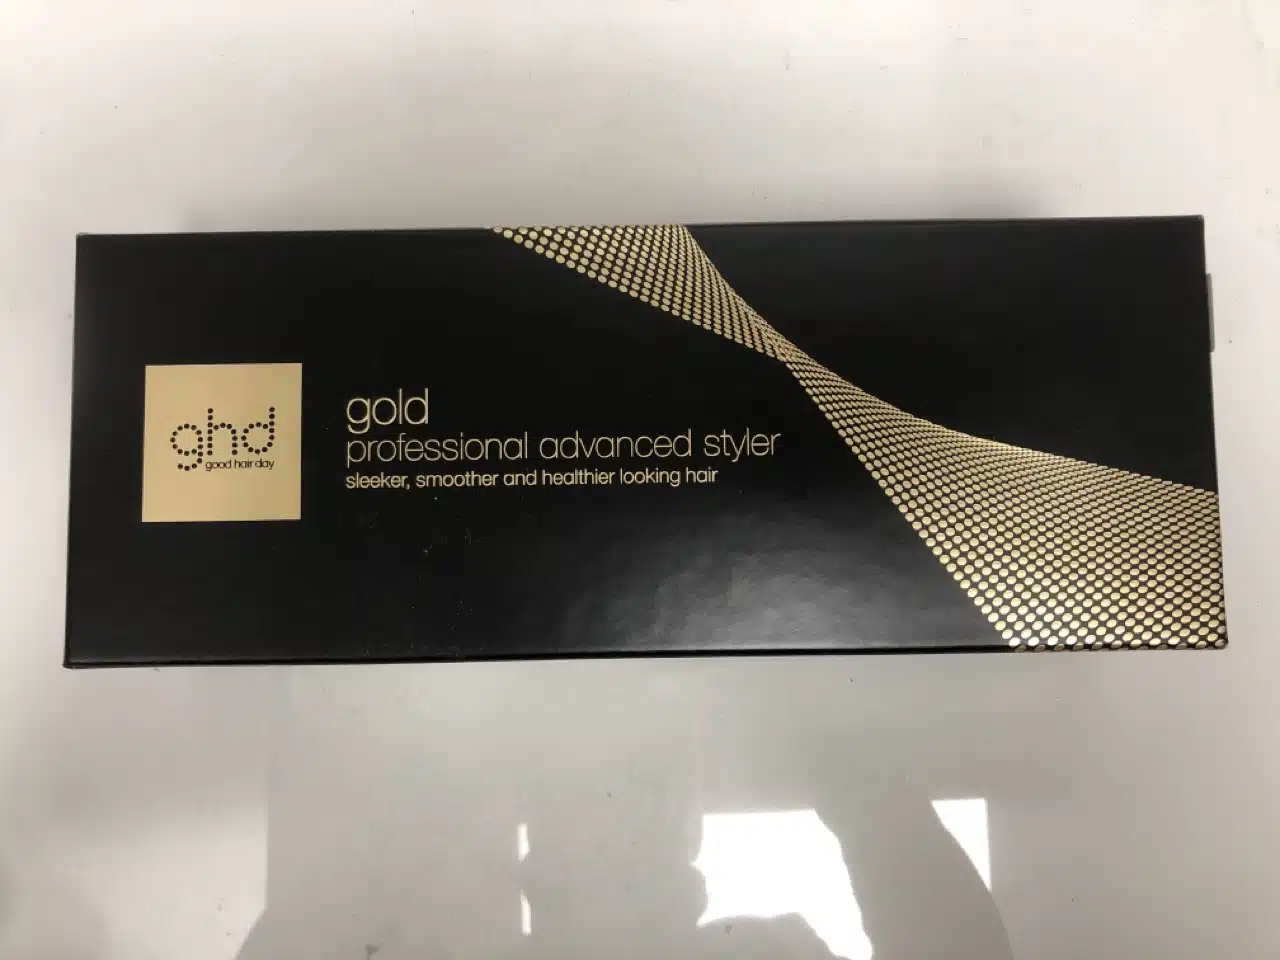 ghd
good hair day
gold
professional advanced styler
sleeker, smoother and healthier looking hair